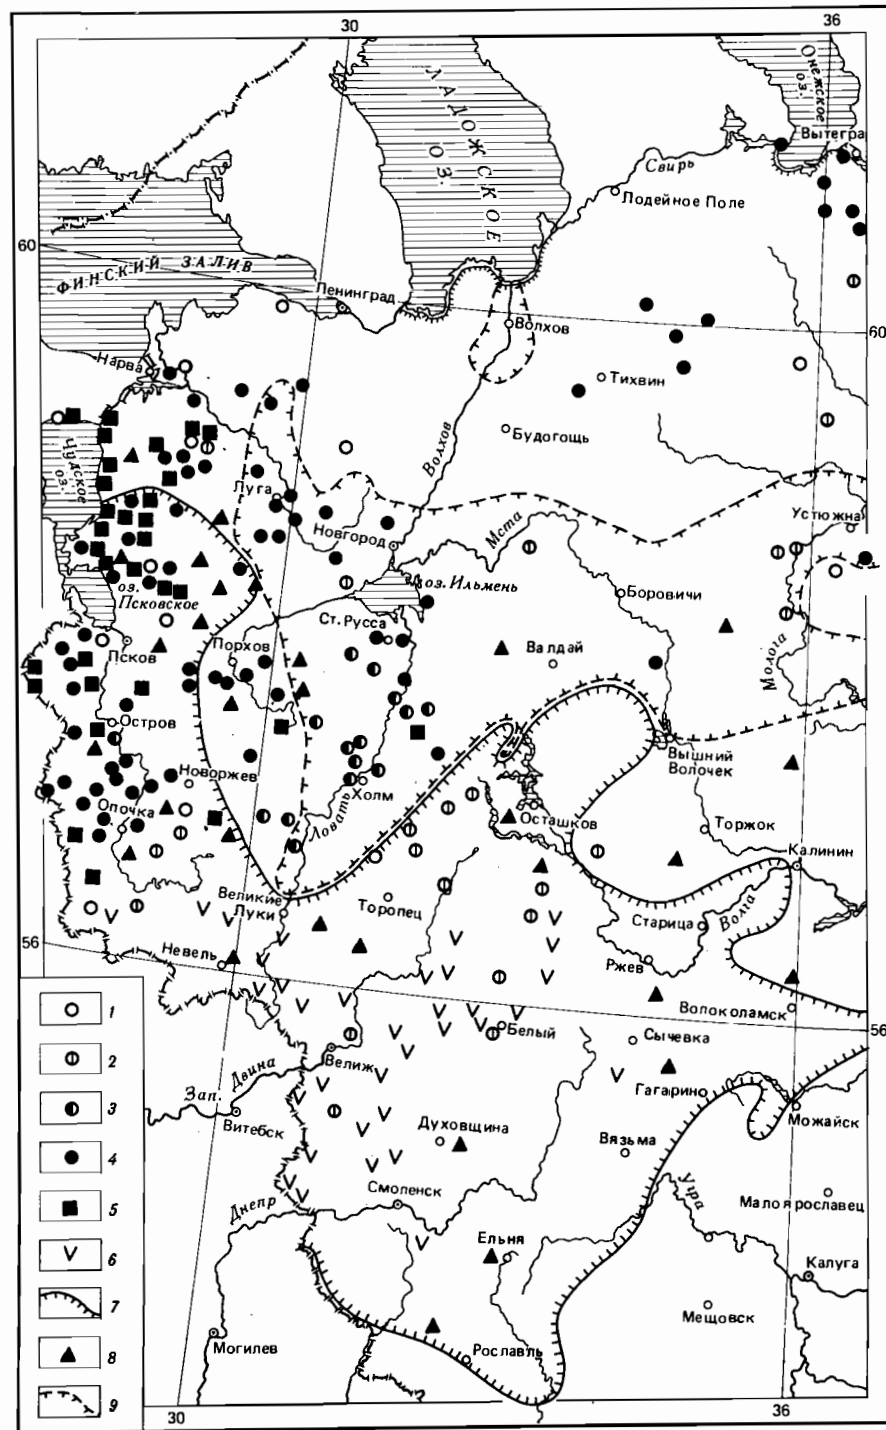 30
36
ЛАДОЖСКОЕ ОЗ.
Онежское оз.
Вытегра
Свирь
Лодейное Поле
60
ФИНСКИЙ ЗАЛИВ
Ленинград
Волхов
60
Нарва
Тихвин
Будогощь
Волхов
Чудское оз.
Луга
Устюжна
Новгород
Мста
оз. Ильмень
Боровичи
оз. Псковское
Ст. Русса
Валдай
Молога
Псков
Порхов
Остров
Вышний Волочек
Новоржев
Холм
Ловать
Осташков
Торжок
Опочка
Калинин
Великие Луки
Торопец
Старица
Волга
56
Невель
Ржев
Волоколамск
1
Белый
56
Сычевка
2
Велиж
Зап. Двина
Гагарино
3
Витебск
Духовщина
Можайск
Вязьма
4
Смоленск
Угра
Малоярославец
5
Днепр
Ельня
6
Калуга
7
Мещовск
8
Могилев
Рославль
9
30
36